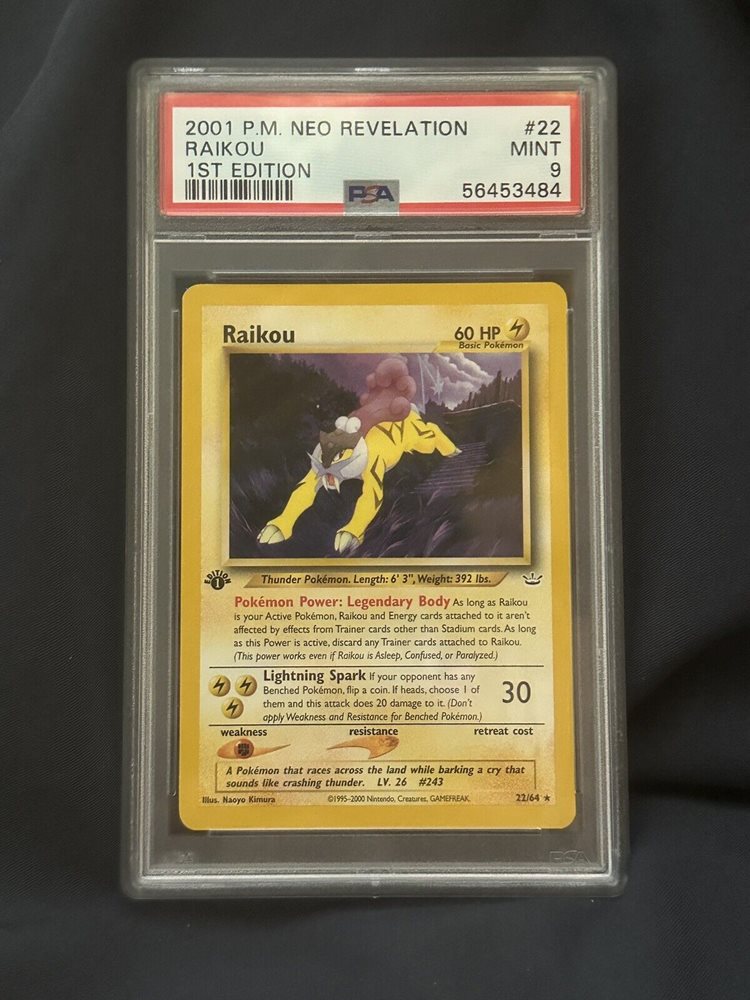 2001 P.M. NEO REVELATION #22
RAIKOU MINT
1ST EDITION 9
PSA 56453484
Raikou 60 HP
Basic Pokémon
EDITION 1
Thunder Pokémon. Length: 6' 3", Weight: 392 lbs.
Pokémon Power: Legendary Body As long as Raikou
is your Active Pokémon, Raikou and Energy cards attached to it aren't
affected by effects from Trainer cards other than Stadium cards. As long
as this Power is active, discard any Trainer cards attached to Raikou.
(This power works even if Raikou is Asleep, Confused, or Paralyzed.)
Lightning Spark If your opponent has any
Benched Pokémon, flip a coin. If heads, choose 1 of
them and this attack does 20 damage to it. (Don't
apply Weakness and Resistance for Benched Pokémon.)
30
weakness resistance retreat cost
A Pokémon that races across the land while barking a cry that
sounds like crashing thunder. LV. 26 #243
Illus. Naoyo Kimura ©1995-2000 Nintendo, Creatures, GAMEFREAK. 22/64 ★
PSA